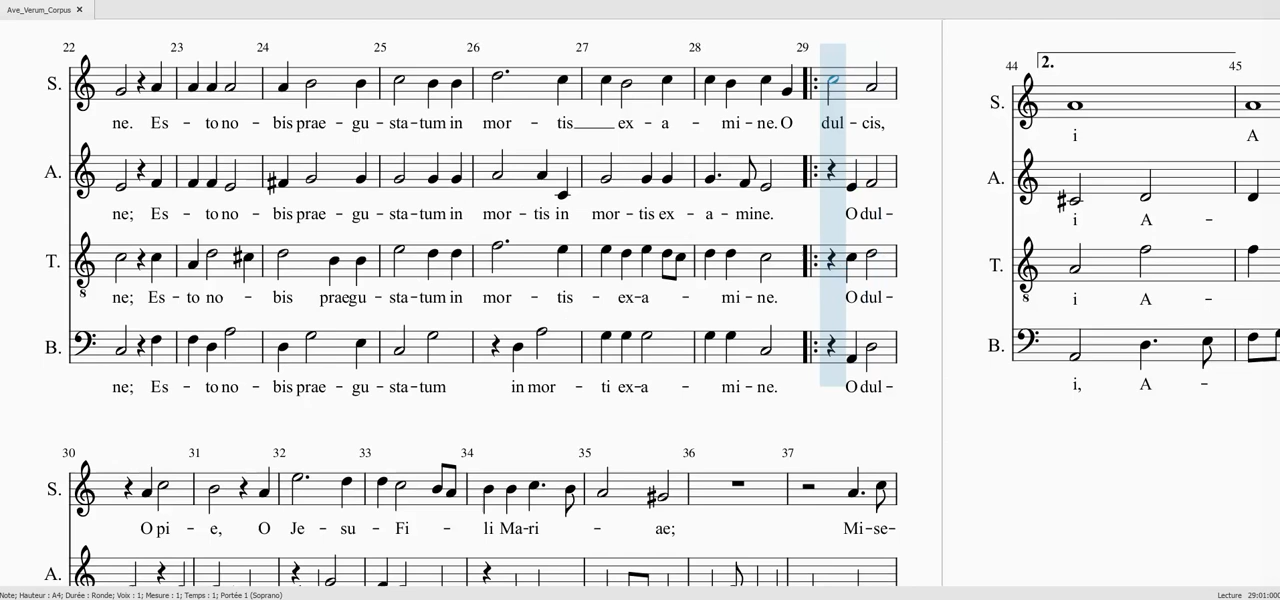 Ave_Verum_Corpus ×
22 23 24 25 26 27 28 29
S.
ne. Es - to no - bis prae - gu - sta - tum in mor - tis____ ex - a - mi - ne. O dul - cis,
A.
ne; Es - to no - bis prae - gu - sta - tum in mor - tis in mor - tis ex - a - mine. O dul -
T.
8
ne; Es - to no - bis praegu - sta - tum in mor - tis - ex - a - mi - ne. O dul -
B.
ne; Es - to no - bis prae - gu - sta - tum in mor - ti ex - a - mi - ne. O dul -
30 31 32 33 34 35 36 37
S.
O pi - e, O Je - su - Fi - li Ma - ri - ae; Mi - se -
A.
44 2. 45
S.
i A
A.
i A -
T.
8
i A -
B.
i, A -
Note; Hauteur : A4; Durée : Ronde; Voix : 1; Mesure : 1; Temps : 1; Portée 1 (Soprano)
Lecture 29:01:000